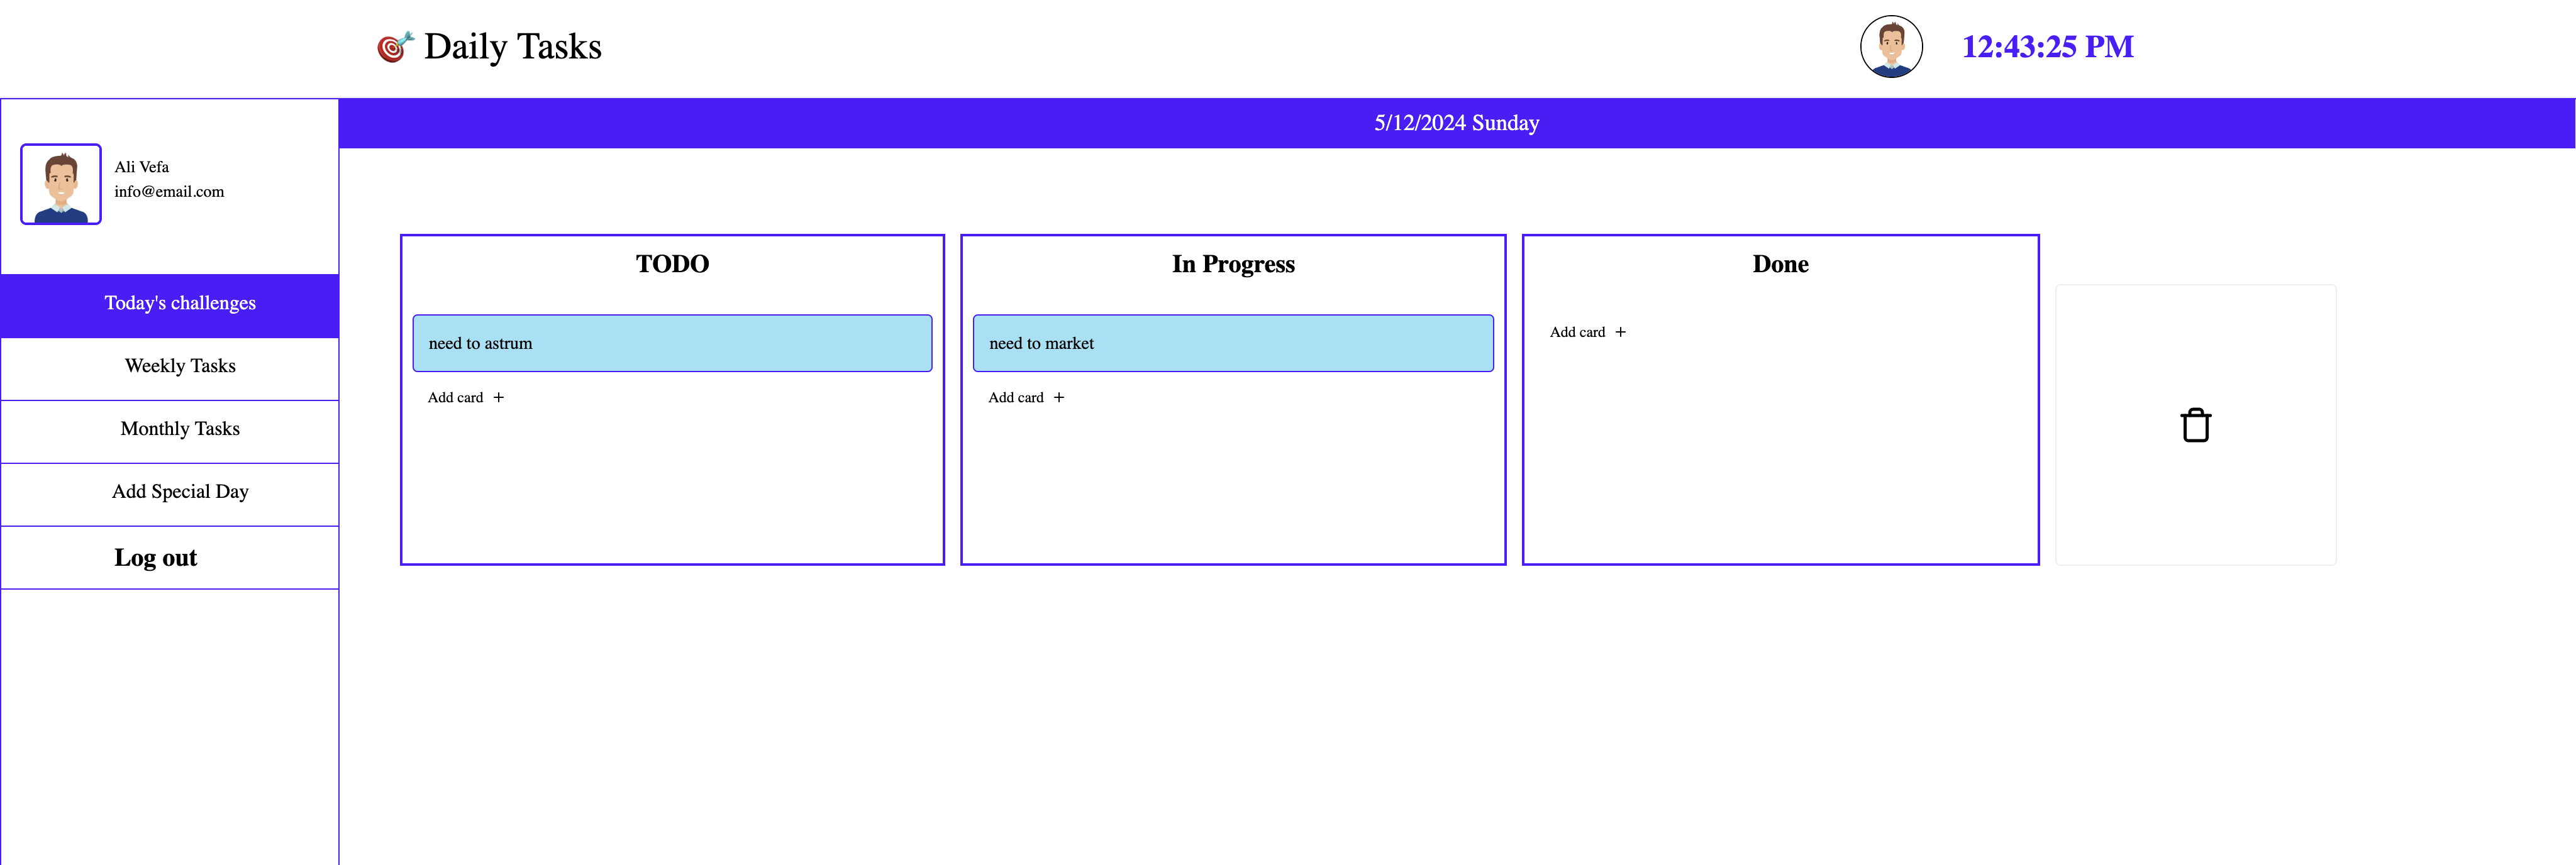 🎯 Daily Tasks
12:43:25 PM
5/12/2024 Sunday
Ali Vefa
info@email.com
Today's challenges
Weekly Tasks
Monthly Tasks
Add Special Day
Log out
TODO
need to astrum
Add card +
In Progress
need to market
Add card +
Done
Add card +